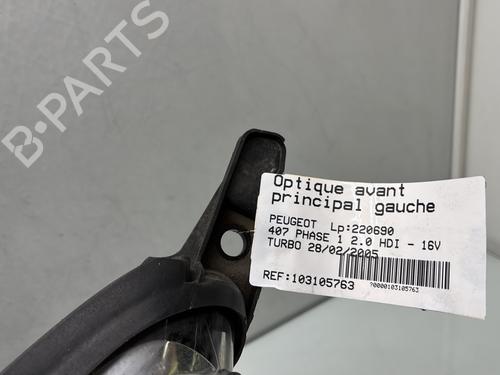 B-PARTS
Optique avant
principal gauche
PEUGEOT Lp:220690
407 PHASE 1 2.0 HDI - 16V
TURBO 28/02/2005
REF:103105763
?0000103105763